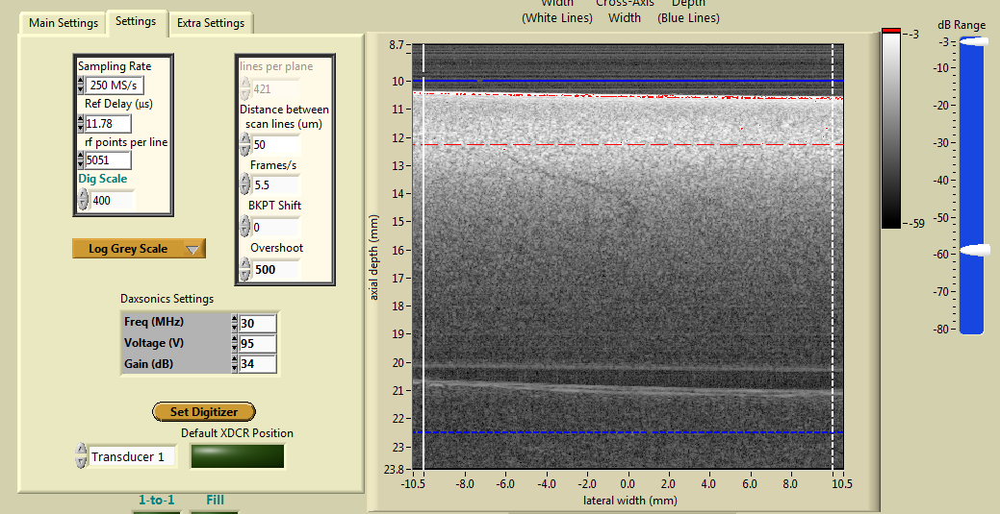 Width Cross-Axis Depth
(White Lines) Width (Blue Lines)
Main Settings Settings Extra Settings
Sampling Rate
250 MS/s
Ref Delay (µs)
11.78
rf points per line
5051
Dig Scale
400
lines per plane
421
Distance between
scan lines (um)
50
Frames/s
5.5
BKPT Shift
0
Overshoot
500
Log Grey Scale
Daxsonics Settings
Freq (MHz) 30
Voltage (V) 95
Gain (dB) 34
Set Digitizer
Default XDCR Position
Transducer 1
1-to-1 Fill
axial depth (mm)
8.7
10
11
12
13
14
15
16
17
18
19
20
21
22
23
23.8
-10.5 -8.0 -6.0 -4.0 -2.0 0.0 2.0 4.0 6.0 8.0 10.5
lateral width (mm)
-3
-59
dB Range
-3
-10
-20
-30
-40
-50
-60
-70
-80